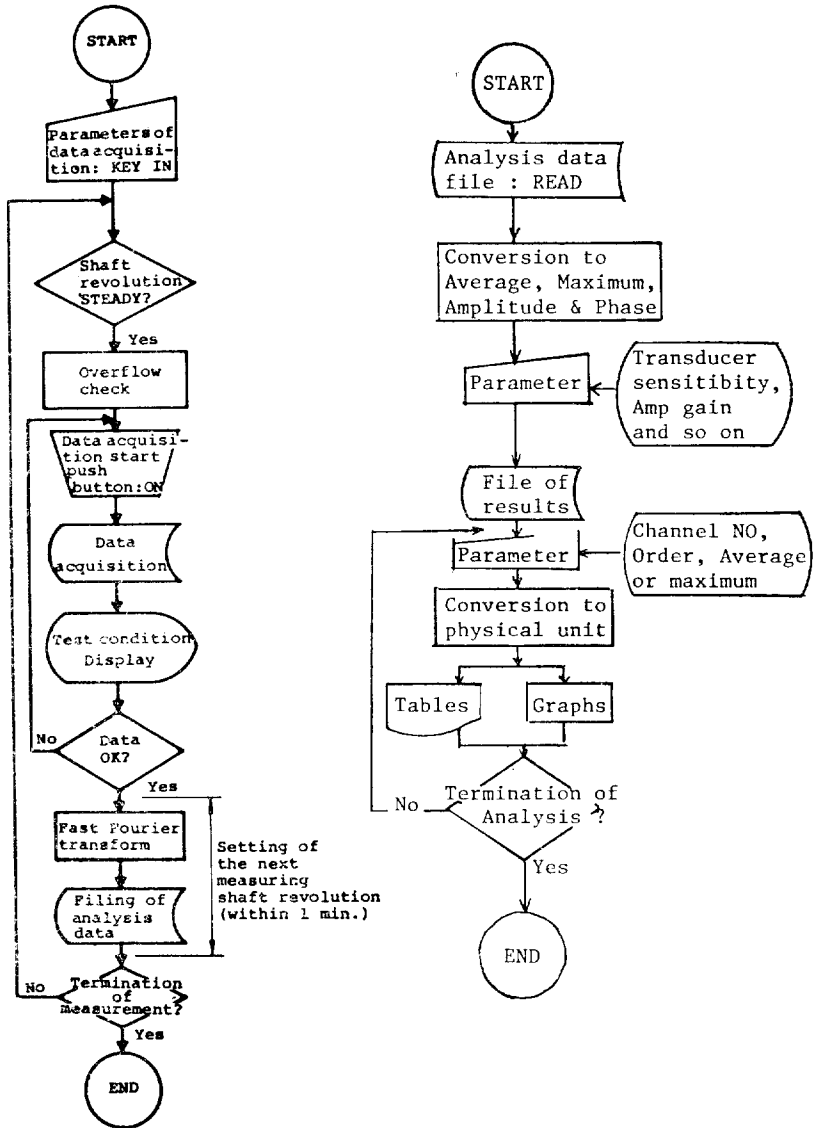 START
Parameters of
data acquisi-
tion: KEY IN
Shaft
revolution
STEADY?
Yes
Overflow
check
Data acquisi-
tion start
push
button:ON
Data
acquisition
Test condition
Display
No
Data
OK?
Yes
Fast Fourier
transform
Setting of
the next
measuring
shaft revolution
(within 1 min.)
Filing of
analysis
data
No
Termination
of
measurement?
Yes
END
START
Analysis data
file : READ
Conversion to
Average, Maximum,
Amplitude & Phase
Parameter
Transducer
sensitibity,
Amp gain
and so on
File of
results
Parameter
Channel NO,
Order, Average
or maximum
Conversion to
physical unit
Tables
Graphs
No
Termination of
Analysis ?
Yes
END